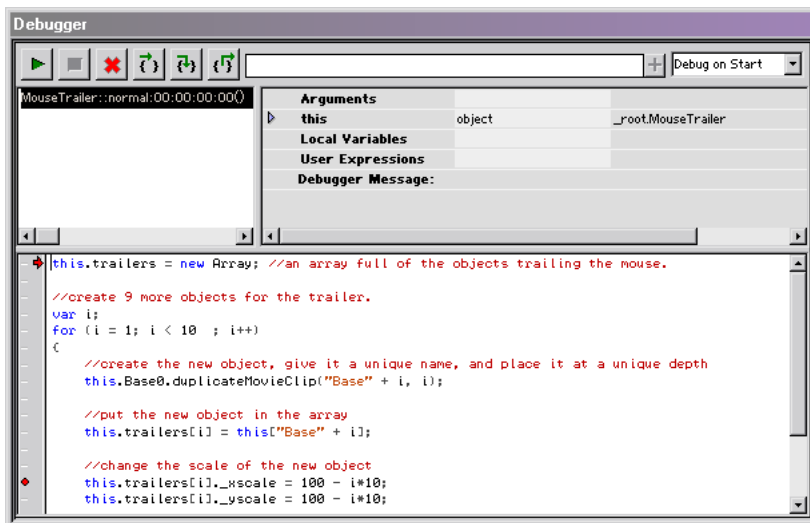 Debugger
Debug on Start
MouseTrailer::normal:00:00:00:00()
Arguments
this object _root.MouseTrailer
Local Variables
User Expressions
Debugger Message:
this.trailers = new Array; //an array full of the objects trailing the mouse.
//create 9 more objects for the trailer.
var i;
for (i = 1; i < 10  ; i++)
{
//create the new object, give it a unique name, and place it at a unique depth
this.Base0.duplicateMovieClip("Base" + i, i);
//put the new object in the array
this.trailers[i] = this["Base" + i];
//change the scale of the new object
this.trailers[i]._xscale = 100 - i*10;
this.trailers[i]._yscale = 100 - i*10;